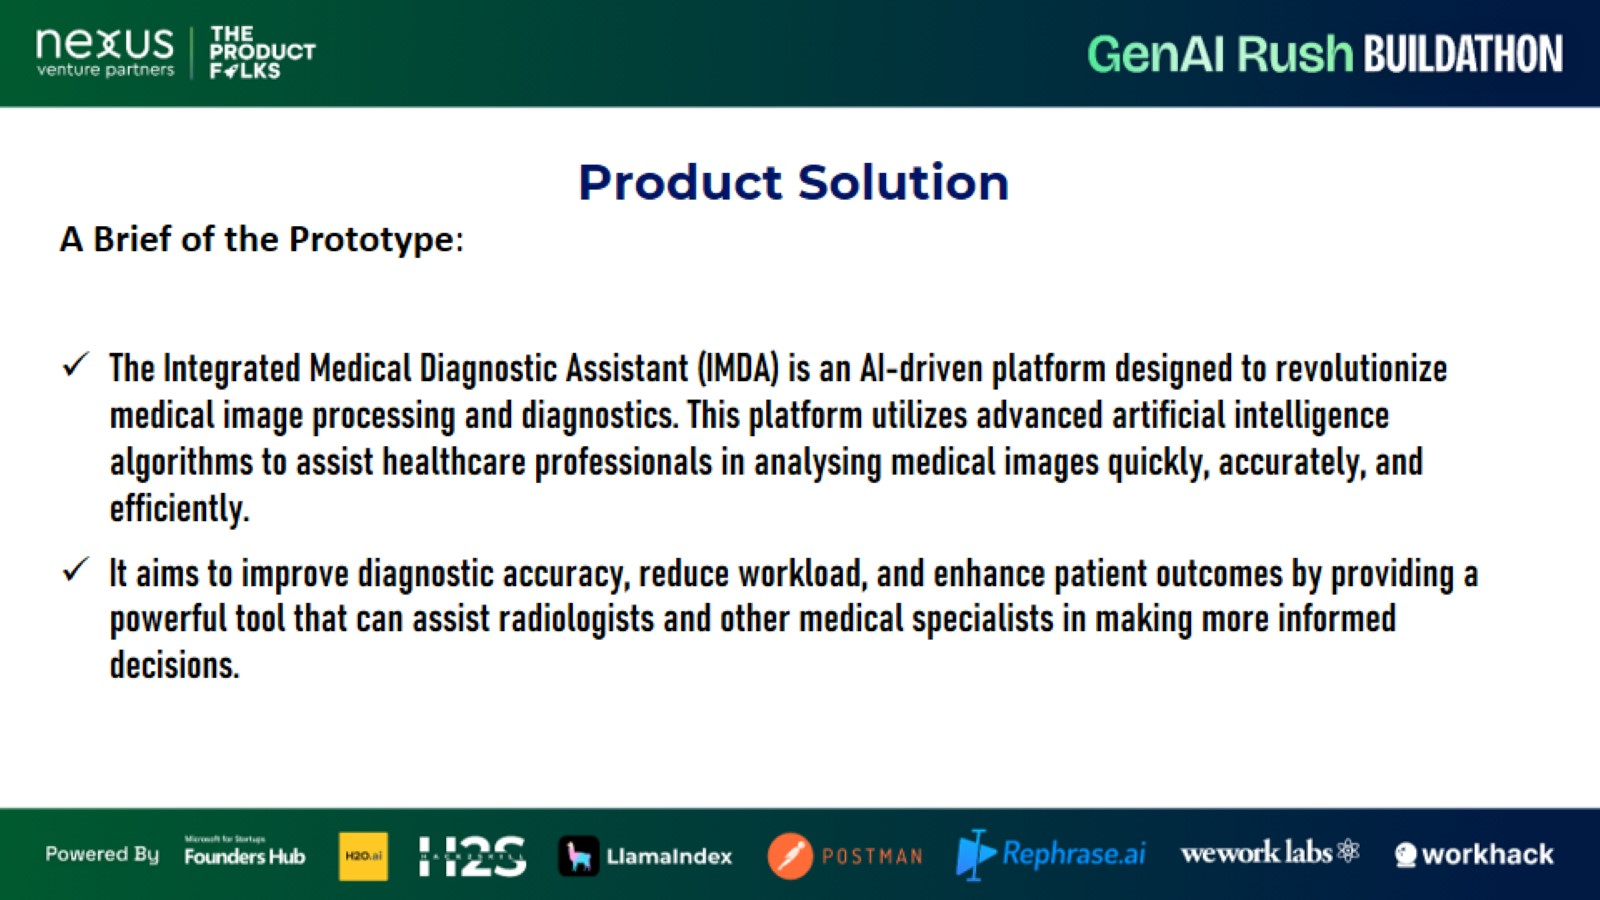 nexus
venture partners
THE
PRODUCT
FOLKS
GenAI Rush BUILDATHON
Product Solution
A Brief of the Prototype:
✓ The Integrated Medical Diagnostic Assistant (IMDA) is an AI-driven platform designed to revolutionize
medical image processing and diagnostics. This platform utilizes advanced artificial intelligence
algorithms to assist healthcare professionals in analysing medical images quickly, accurately, and
efficiently.
✓ It aims to improve diagnostic accuracy, reduce workload, and enhance patient outcomes by providing a
powerful tool that can assist radiologists and other medical specialists in making more informed
decisions.
Powered By
Microsoft for Startups
Founders Hub
H2O.ai
H2S
HACK2SKILL
LlamaIndex
POSTMAN
Rephrase.ai
wework labs
workhack